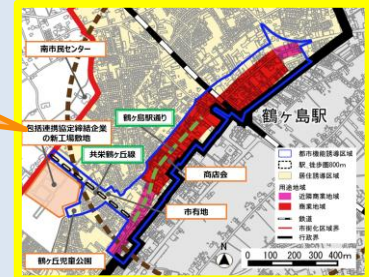 南市民センター
包括連携協定締結企業
の新工場敷地
鶴ヶ島駅通り
共栄鶴ヶ丘線
鶴ヶ島駅
商店会
市有地
鶴ヶ丘児童公園
都市機能誘導区域
駅 徒歩圏800m
居住誘導区域
用途地域
近隣商業地域
商業地域
鉄道
市街化区域界
行政界
N
0 100 200 300 400m